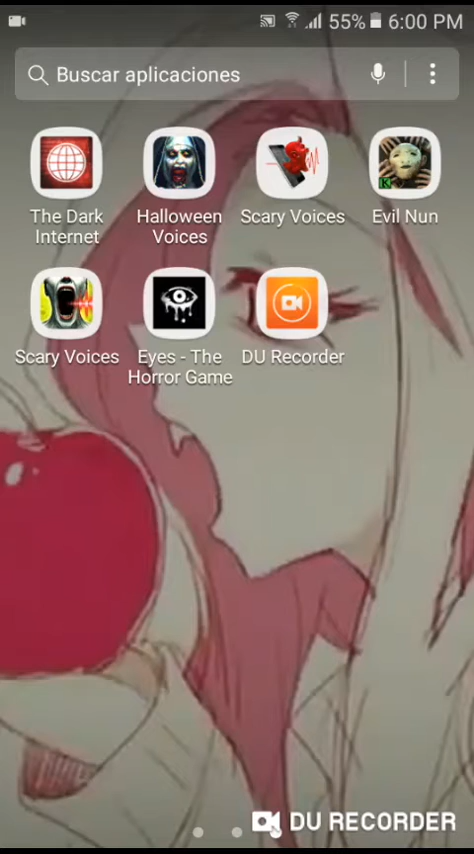 55% 6:00 PM
Buscar aplicaciones
The Dark
Internet
Halloween
Voices
Scary Voices
Evil Nun
K
Scary Voices
Eyes - The
Horror Game
DU Recorder
DU RECORDER